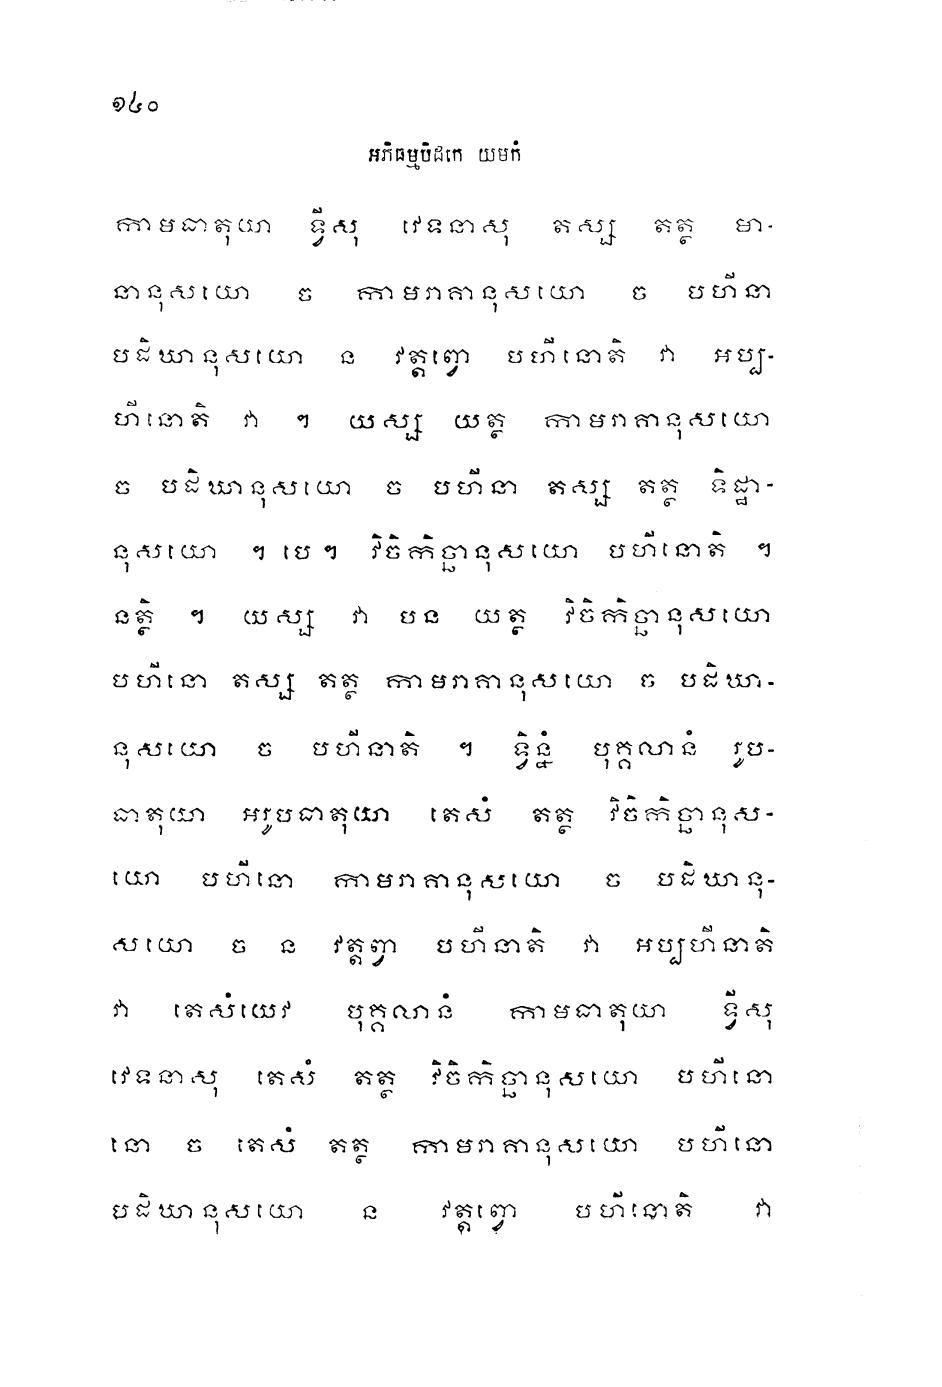 ១៤០
អភិធម្មបិដកេ យមកំ
កាមធាតុយា ទ្វីសុ វេទនាសុ តស្ស តត្ថ មា-
នានុសយោ ច កាមរាគានុសយោ ច បហីនា
បដិឃានុសយោ ន វត្តព្វោ បហីនោតិ វា អប្ប-
ហីនោតិ វា ។ យស្ស យត្ថ កាមរាគានុសយោ
ច បដិឃានុសយោ ច បហីនា តស្ស តត្ថ ទិដ្ឋា-
នុសយោ ។ បេ ។ វិចិកិច្ឆានុសយោ បហីនោតិ ។
នត្ថិ ។ យស្ស វា បន យត្ថ វិចិកិច្ឆានុសយោ
បហីនោ តស្ស តត្ថ កាមរាគានុសយោ ច បដិឃា-
នុសយោ ច បហីនាតិ ។ ទ្វិន្នំ បុគ្គលានំ រូប-
ធាតុយា អរូបធាតុយា តេសំ តត្ថ វិចិកិច្ឆានុស-
យោ បហីនោ កាមរាគានុសយោ ច បដិឃានុ-
សយោ ច ន វត្តព្វា បហីនាតិ វា អប្បហីនាតិ
វា តេសំយេវ បុគ្គលានំ កាមធាតុយា ទ្វីសុ
វេទនាសុ តេសំ តត្ថ វិចិកិច្ឆានុសយោ បហីនោ
នោ ច តេសំ តត្ថ កាមរាគានុសយោ បហីនោ
បដិឃានុសយោ ន វត្តព្វោ បហីនោតិ វា